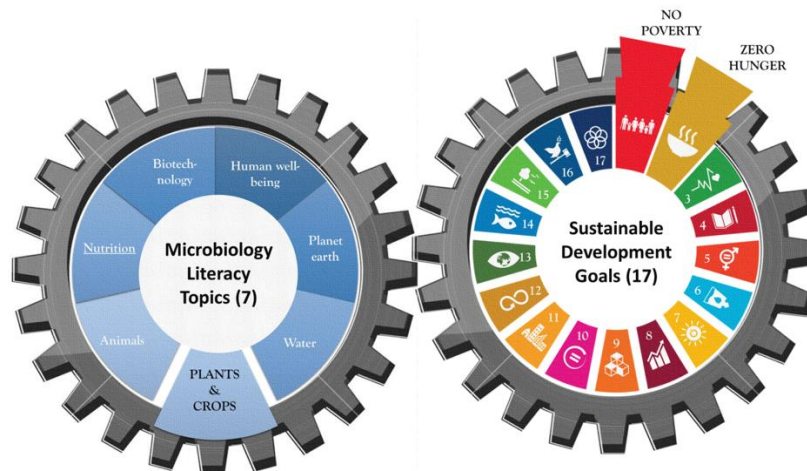 Biotech-
nology
Human well-
being
Nutrition
Planet
earth
Microbiology
Literacy
Topics (7)
Animals
Water
PLANTS
&
CROPS
NO
POVERTY
ZERO
HUNGER
3
4
5
6
7
8
9
10
11
12
13
14
15
16
17
Sustainable
Development
Goals (17)